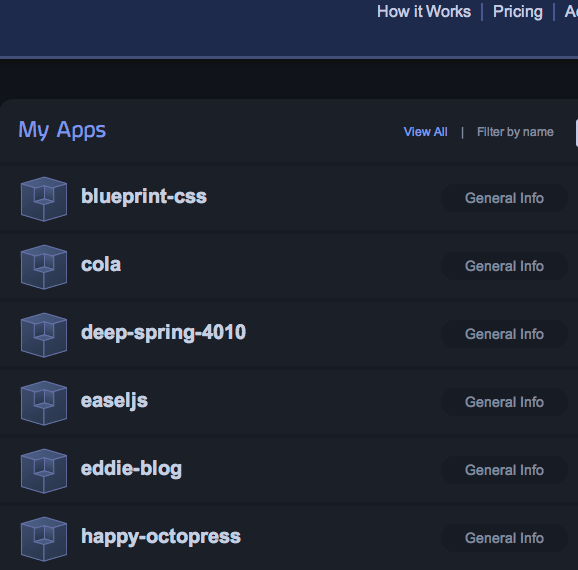 How it Works | Pricing |
My Apps View All | Filter by name
blueprint-css General Info
cola General Info
deep-spring-4010 General Info
easeljs General Info
eddie-blog General Info
happy-octopress General Info